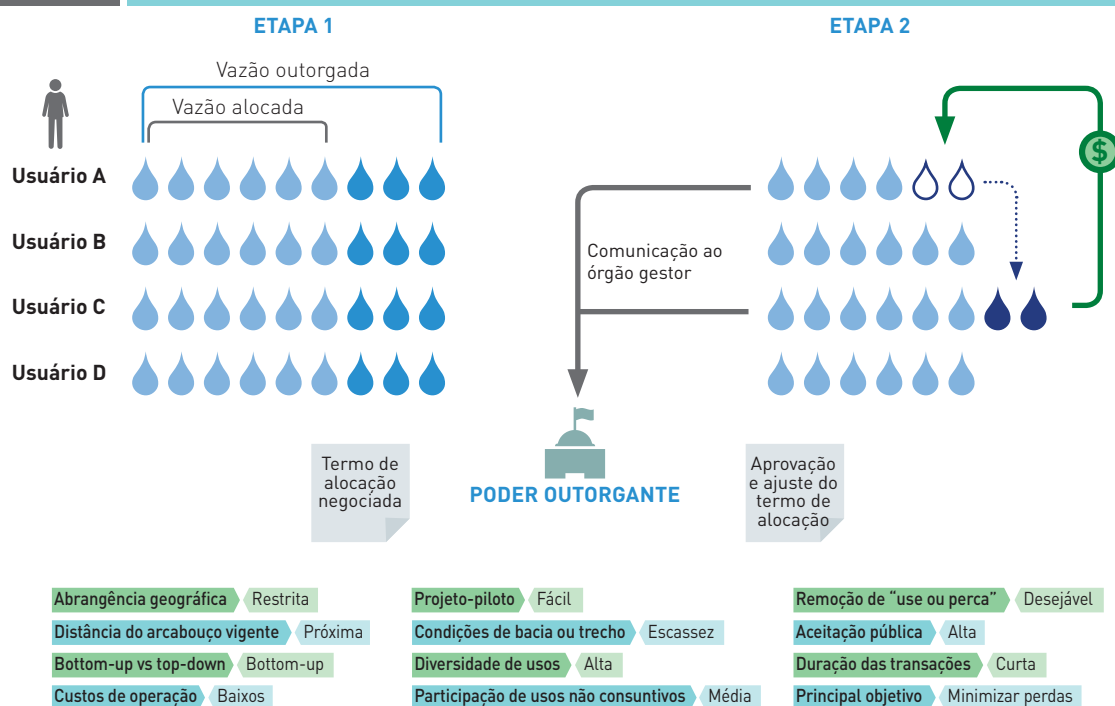 ETAPA 1
ETAPA 2
Vazão outorgada
Vazão alocada
$
Usuário A
Usuário B
Comunicação ao
órgão gestor
Usuário C
Usuário D
Termo de
alocação
negociada
PODER OUTORGANTE
Aprovação
e ajuste do
termo de
alocação
Abrangência geográfica Restrita
Distância do arcabouço vigente Próxima
Bottom-up vs top-down Bottom-up
Custos de operação Baixos
Projeto-piloto Fácil
Condições de bacia ou trecho Escassez
Diversidade de usos Alta
Participação de usos não consuntivos Média
Remoção de “use ou perca” Desejável
Aceitação pública Alta
Duração das transações Curta
Principal objetivo Minimizar perdas